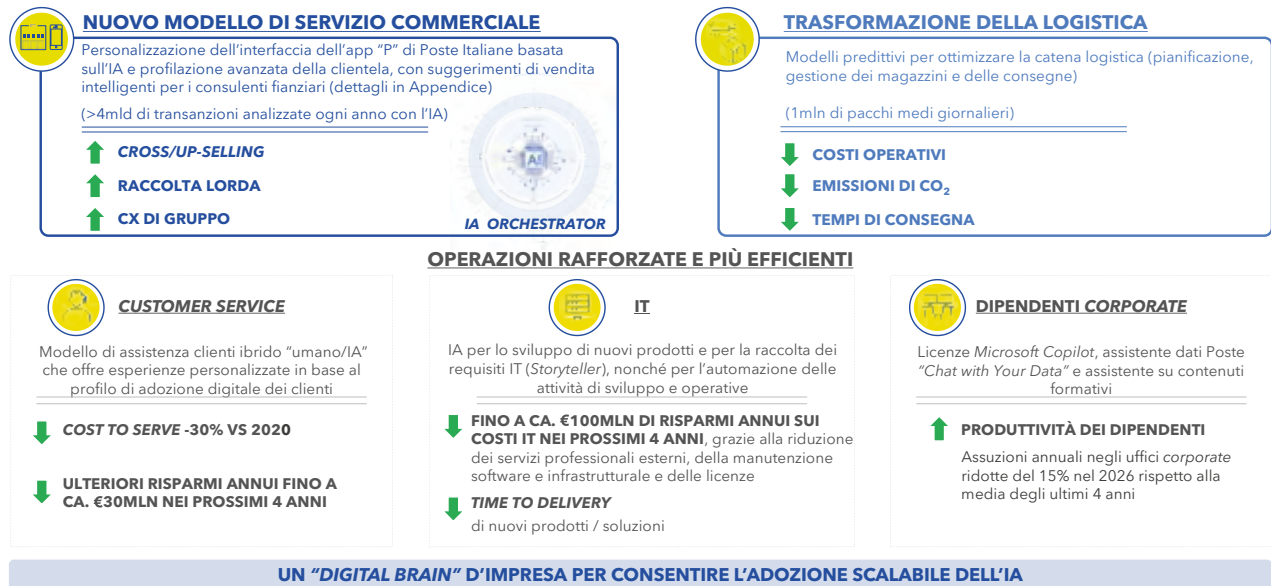 NUOVO MODELLO DI SERVIZIO COMMERCIALE
Personalizzazione dell'interfaccia dell'app "P" di Poste Italiane basata
sull'IA e profilazione avanzata della clientela, con suggerimenti di vendita
intelligenti per i consulenti fianziari (dettagli in Appendice)
(>4mld di transanzioni analizzate ogni anno con l'IA)
CROSS/UP-SELLING
RACCOLTA LORDA
CX DI GRUPPO
AI
IA ORCHESTRATOR
TRASFORMAZIONE DELLA LOGISTICA
Modelli predittivi per ottimizzare la catena logistica (pianificazione,
gestione dei magazzini e delle consegne)
(1mln di pacchi medi giornalieri)
COSTI OPERATIVI
EMISSIONI DI CO₂
TEMPI DI CONSEGNA
OPERAZIONI RAFFORZATE E PIÙ EFFICIENTI
CUSTOMER SERVICE
Modello di assistenza clienti ibrido "umano/IA"
che offre esperienze personalizzate in base al
profilo di adozione digitale dei clienti
COST TO SERVE -30% VS 2020
ULTERIORI RISPARMI ANNUI FINO A
CA. €30MLN NEI PROSSIMI 4 ANNI
IT
IA per lo sviluppo di nuovi prodotti e per la raccolta dei
requisiti IT (Storyteller), nonché per l'automazione delle
attività di sviluppo e operative
FINO A CA. €100MLN DI RISPARMI ANNUI SUI
COSTI IT NEI PROSSIMI 4 ANNI, grazie alla riduzione
dei servizi professionali esterni, della manutenzione
software e infrastrutturale e delle licenze
TIME TO DELIVERY
di nuovi prodotti / soluzioni
DIPENDENTI CORPORATE
Licenze Microsoft Copilot, assistente dati Poste
"Chat with Your Data" e assistente su contenuti
formativi
PRODUTTIVITÀ DEI DIPENDENTI
Assuzioni annuali negli uffici corporate
ridotte del 15% nel 2026 rispetto alla
media degli ultimi 4 anni
UN "DIGITAL BRAIN" D'IMPRESA PER CONSENTIRE L'ADOZIONE SCALABILE DELL'IA